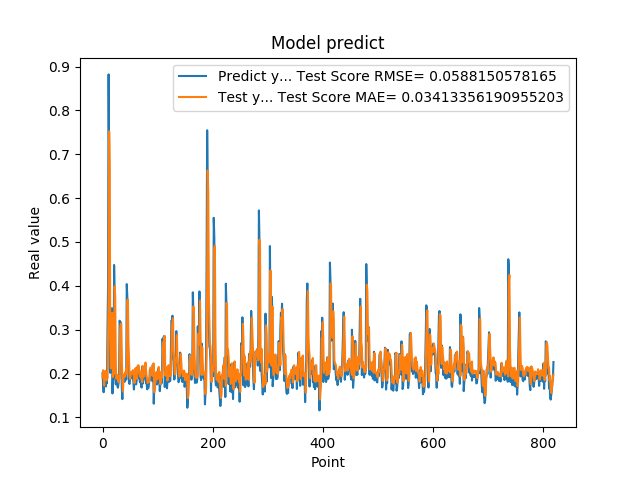 Model predict
Predict y... Test Score RMSE= 0.0588150578165
Test y... Test Score MAE= 0.03413356190955203
0.9
0.8
0.7
0.6
0.5
0.4
0.3
0.2
0.1
Real value
0 200 400 600 800
Point